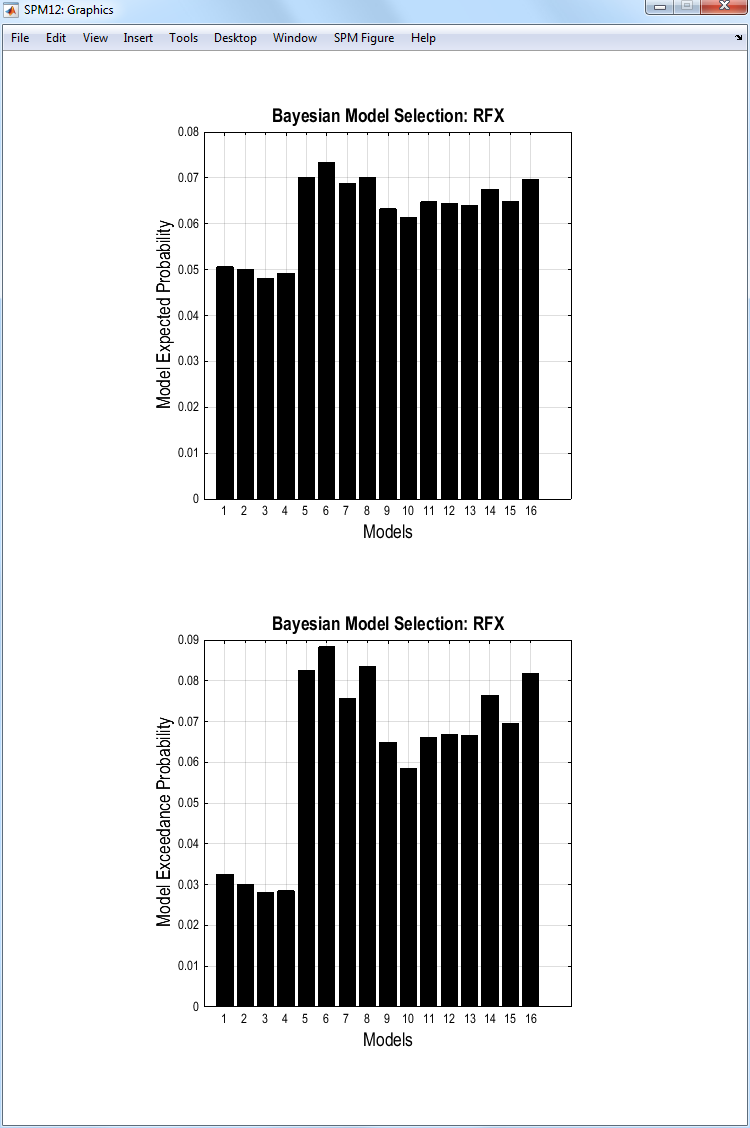 SPM12: Graphics
File Edit View Insert Tools Desktop Window SPM Figure Help
Bayesian Model Selection: RFX
0.08
0.07
0.06
0.05
0.04
0.03
0.02
0.01
0
Model Expected Probability
1 2 3 4 5 6 7 8 9 10 11 12 13 14 15 16
Models
Bayesian Model Selection: RFX
0.09
0.08
0.07
0.06
0.05
0.04
0.03
0.02
0.01
0
Model Exceedance Probability
1 2 3 4 5 6 7 8 9 10 11 12 13 14 15 16
Models